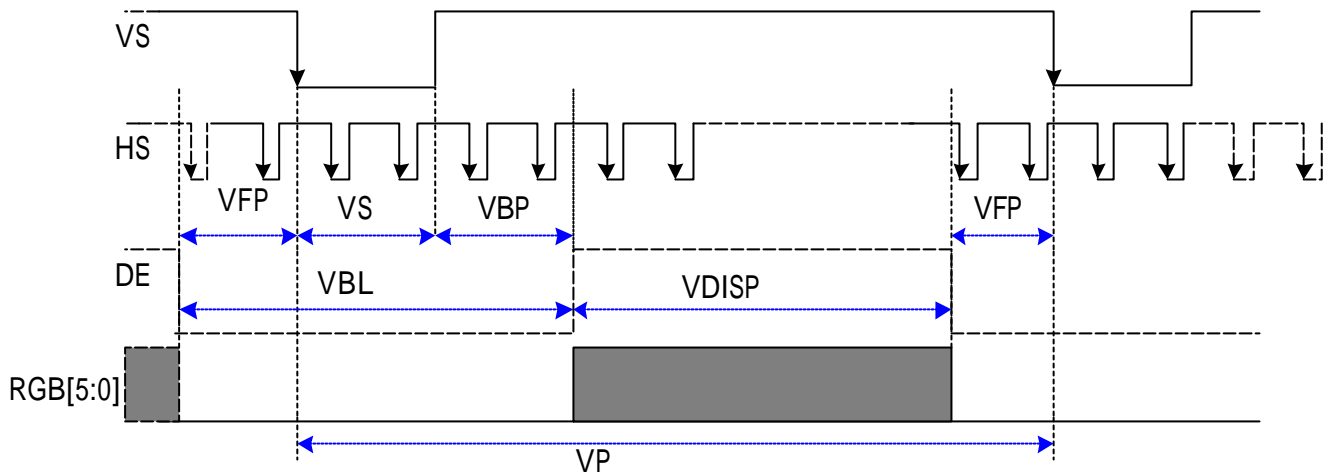 VS
HS
VFP
VS
VBP
VFP
DE
VBL
VDISP
RGB[5:0]
VP